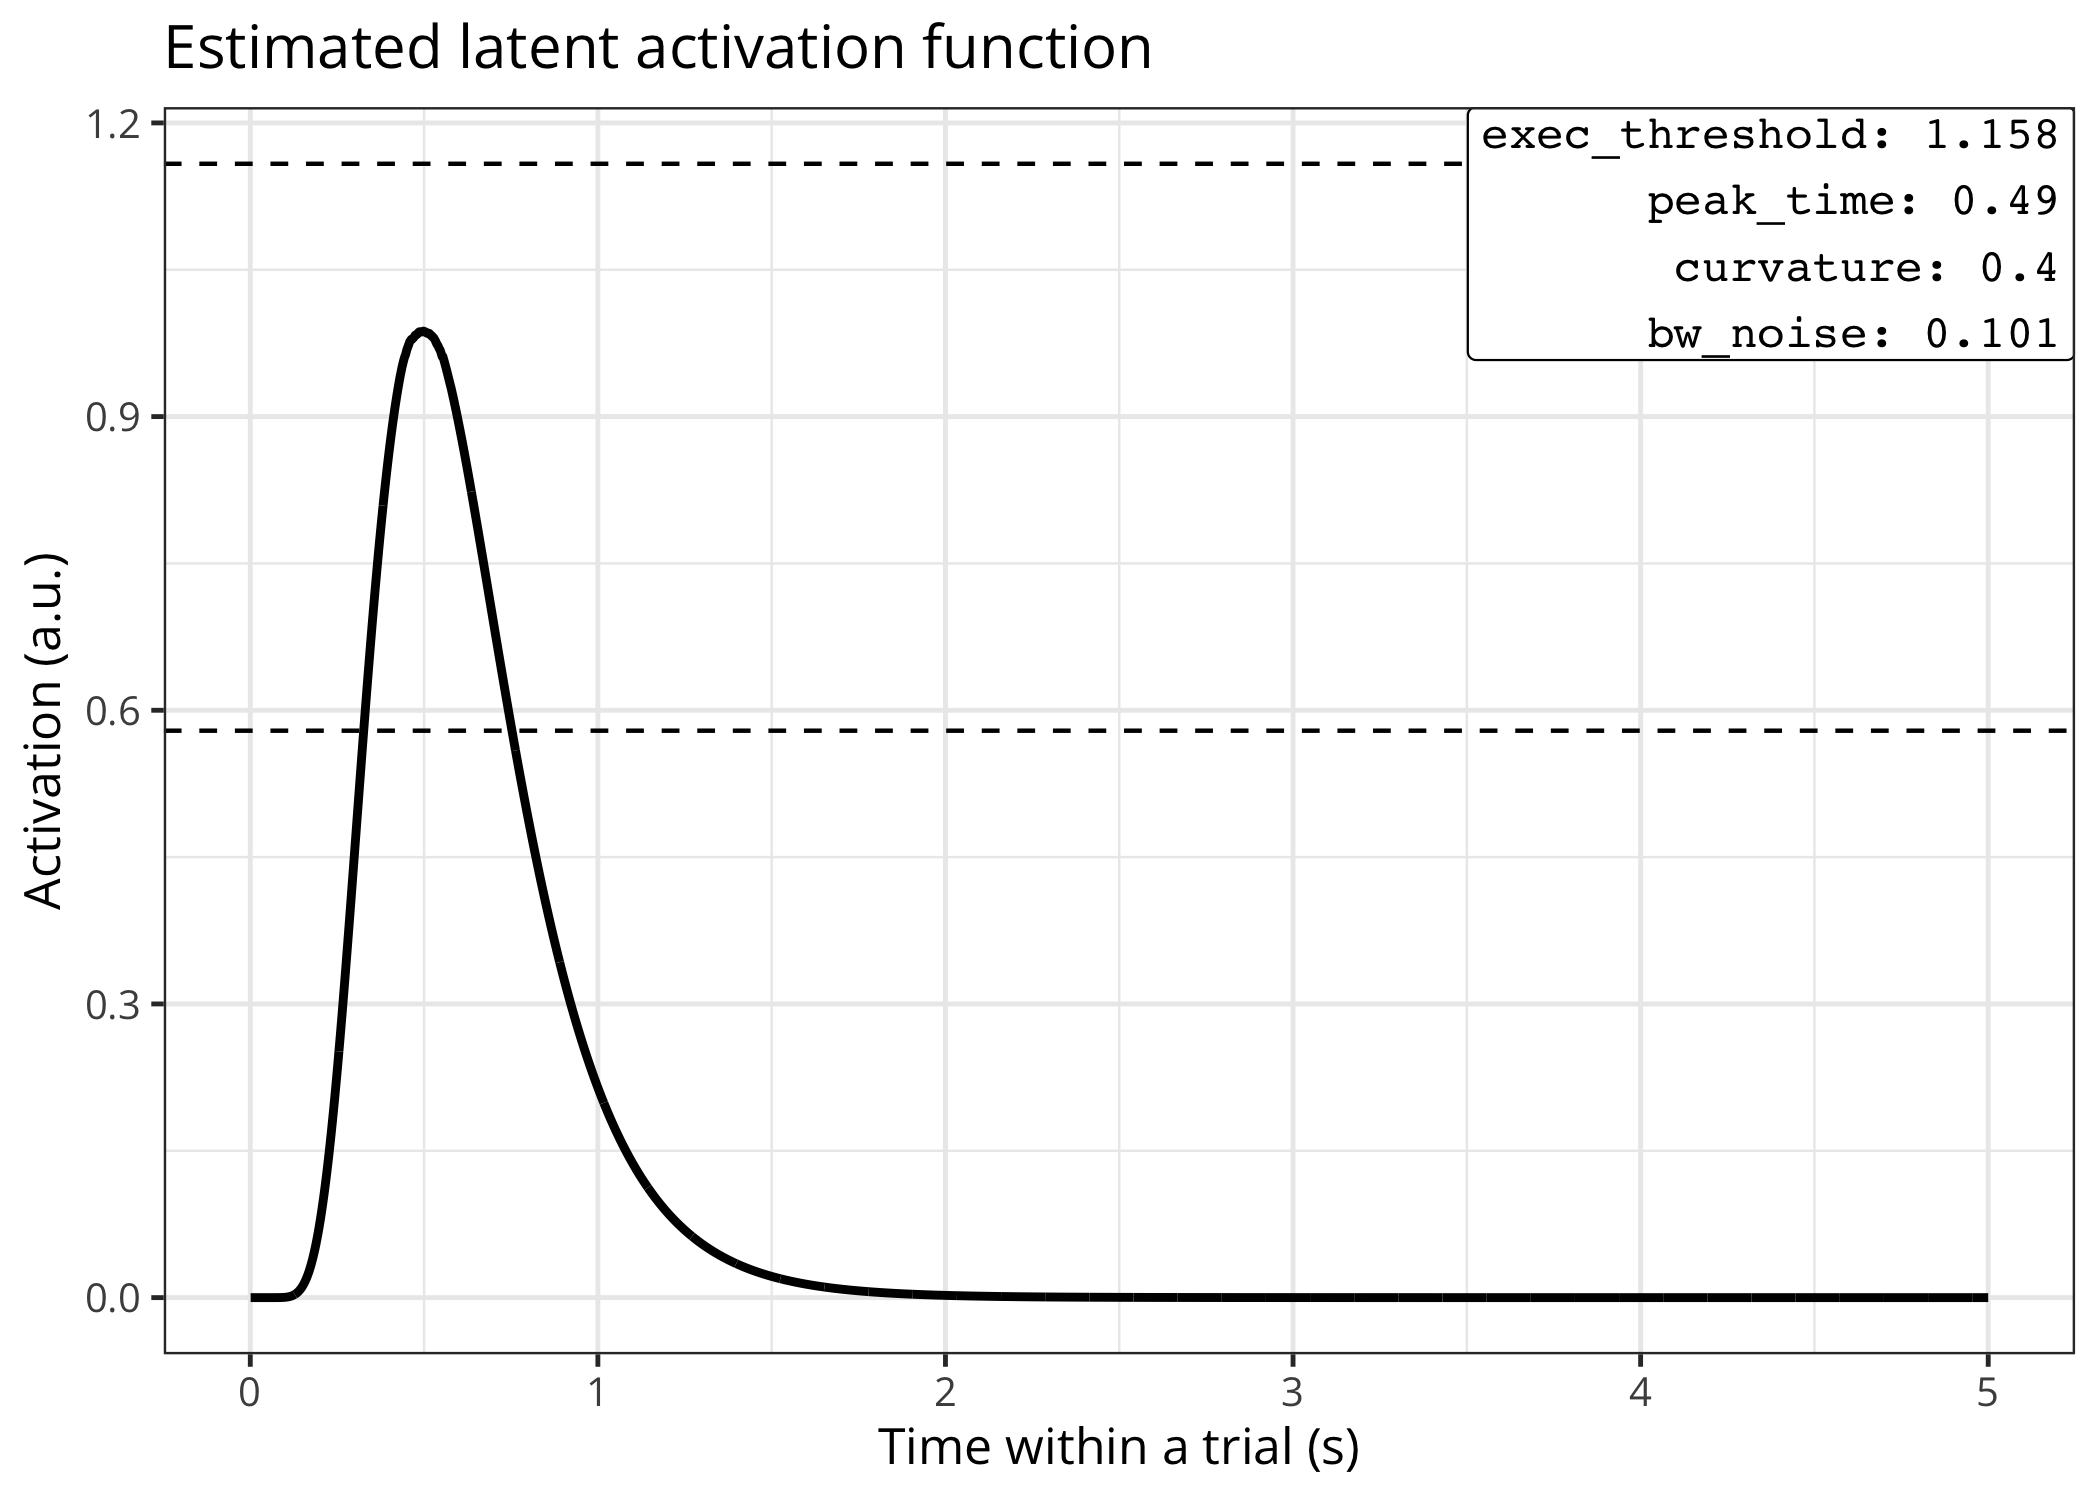 Estimated latent activation function
exec_threshold: 1.158
peak_time: 0.49
curvature: 0.4
bw_noise: 0.101
Activation (a.u.)
1.2
0.9
0.6
0.3
0.0
0 1 2 3 4 5
Time within a trial (s)